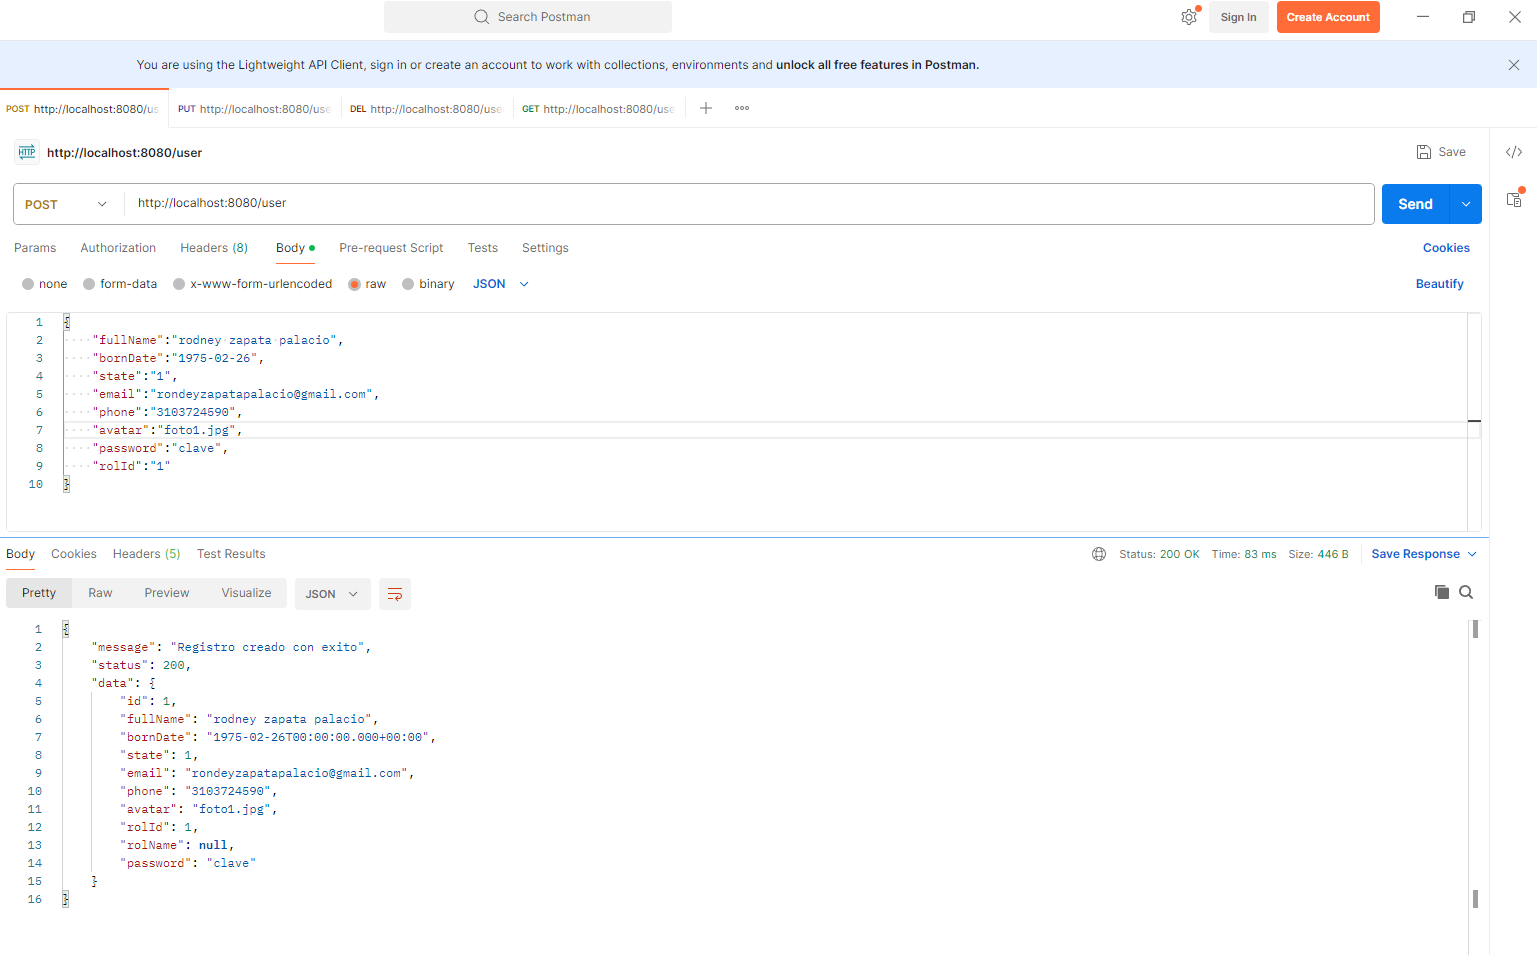 Search Postman
Sign In
Create Account
You are using the Lightweight API Client, sign in or create an account to work with collections, environments and unlock all free features in Postman.
POST http://localhost:8080/us
PUT http://localhost:8080/use
DEL http://localhost:8080/use
GET http://localhost:8080/use
HTTP http://localhost:8080/user
Save
POST http://localhost:8080/user
Send
Params Authorization Headers (8) Body Pre-request Script Tests Settings
Cookies
none form-data x-www-form-urlencoded raw binary JSON
Beautify
1 {
2 "fullName":"rodney zapata palacio",
3 "bornDate":"1975-02-26",
4 "state":"1",
5 "email":"rondeyzapatapalacio@gmail.com",
6 "phone":"3103724590",
7 "avatar":"foto1.jpg",
8 "password":"clave",
9 "rolId":"1"
10 }
Body Cookies Headers (5) Test Results
Status: 200 OK Time: 83 ms Size: 446 B Save Response
Pretty Raw Preview Visualize JSON
1 {
2 "message": "Registro creado con exito",
3 "status": 200,
4 "data": {
5 "id": 1,
6 "fullName": "rodney zapata palacio",
7 "bornDate": "1975-02-26T00:00:00.000+00:00",
8 "state": 1,
9 "email": "rondeyzapatapalacio@gmail.com",
10 "phone": "3103724590",
11 "avatar": "foto1.jpg",
12 "rolId": 1,
13 "rolName": null,
14 "password": "clave"
15 }
16 }